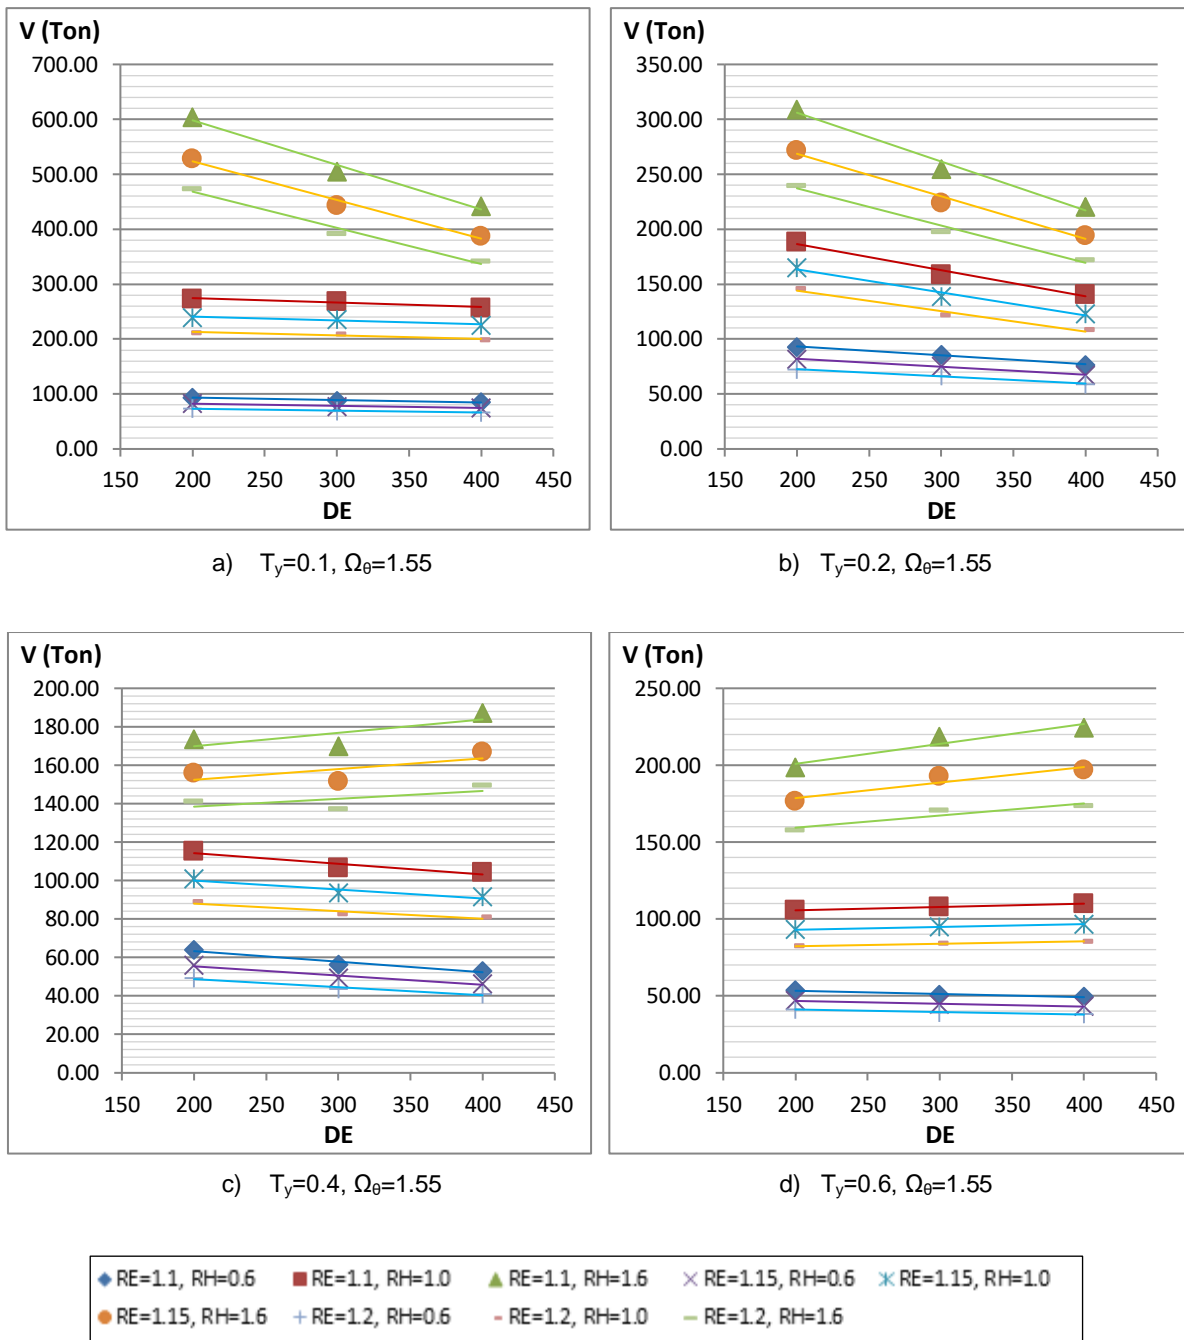 V (Ton)
700.00
600.00
500.00
400.00
300.00
200.00
100.00
0.00
150 200 250 300 350 400 450
DE
a) Ty=0.1, Ωθ=1.55
V (Ton)
350.00
300.00
250.00
200.00
150.00
100.00
50.00
0.00
150 200 250 300 350 400 450
DE
b) Ty=0.2, Ωθ=1.55
V (Ton)
200.00
180.00
160.00
140.00
120.00
100.00
80.00
60.00
40.00
20.00
0.00
150 200 250 300 350 400 450
DE
c) Ty=0.4, Ωθ=1.55
V (Ton)
250.00
200.00
150.00
100.00
50.00
0.00
150 200 250 300 350 400 450
DE
d) Ty=0.6, Ωθ=1.55
RE=1.1, RH=0.6 RE=1.1, RH=1.0 RE=1.1, RH=1.6 RE=1.15, RH=0.6 RE=1.15, RH=1.0
RE=1.15, RH=1.6 RE=1.2, RH=0.6 RE=1.2, RH=1.0 RE=1.2, RH=1.6